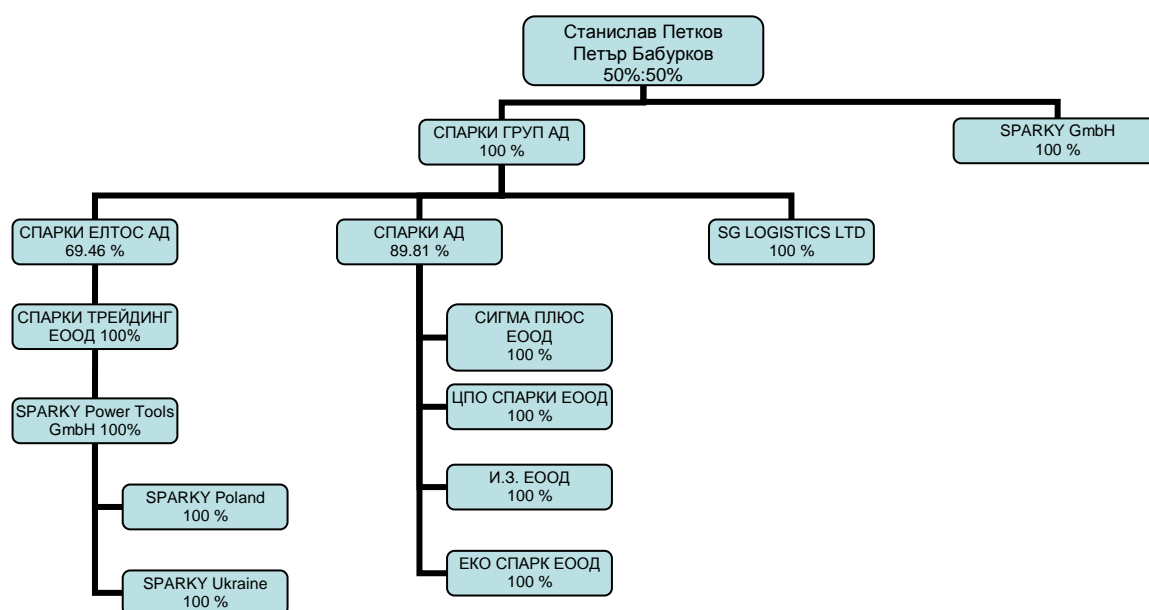 Станислав Петков
Петър Бабурков
50%:50%
СПАРКИ ГРУП АД
100 %
SPARKY GmbH
100 %
СПАРКИ ЕЛТОС АД
69.46 %
СПАРКИ АД
89.81 %
SG LOGISTICS LTD
100 %
СПАРКИ ТРЕЙДИНГ
ЕООД 100%
SPARKY Power Tools
GmbH 100%
SPARKY Poland
100 %
SPARKY Ukraine
100 %
СИГМА ПЛЮС
ЕООД
100 %
ЦПО СПАРКИ ЕООД
100 %
И.З. ЕООД
100 %
ЕКО СПАРК ЕООД
100 %